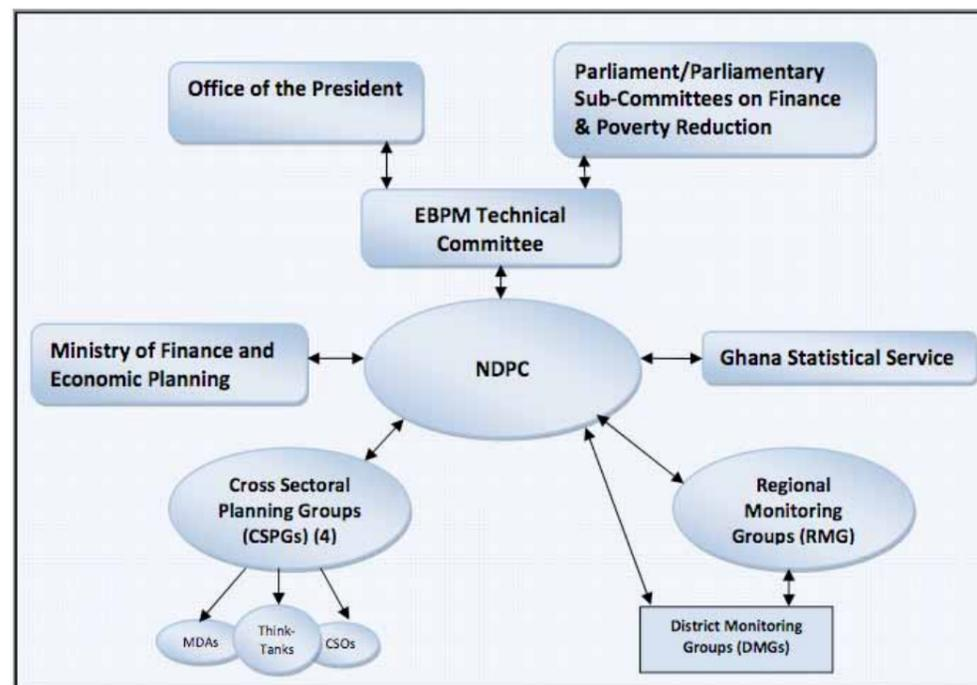 Office of the President
Parliament/Parliamentary
Sub-Committees on Finance
& Poverty Reduction
EBPM Technical
Committee
Ministry of Finance and
Economic Planning
NDPC
Ghana Statistical Service
Cross Sectoral
Planning Groups
(CSPGs) (4)
Regional
Monitoring
Groups (RMG)
MDAs
Think-
Tanks
CSOs
District Monitoring
Groups (DMGs)